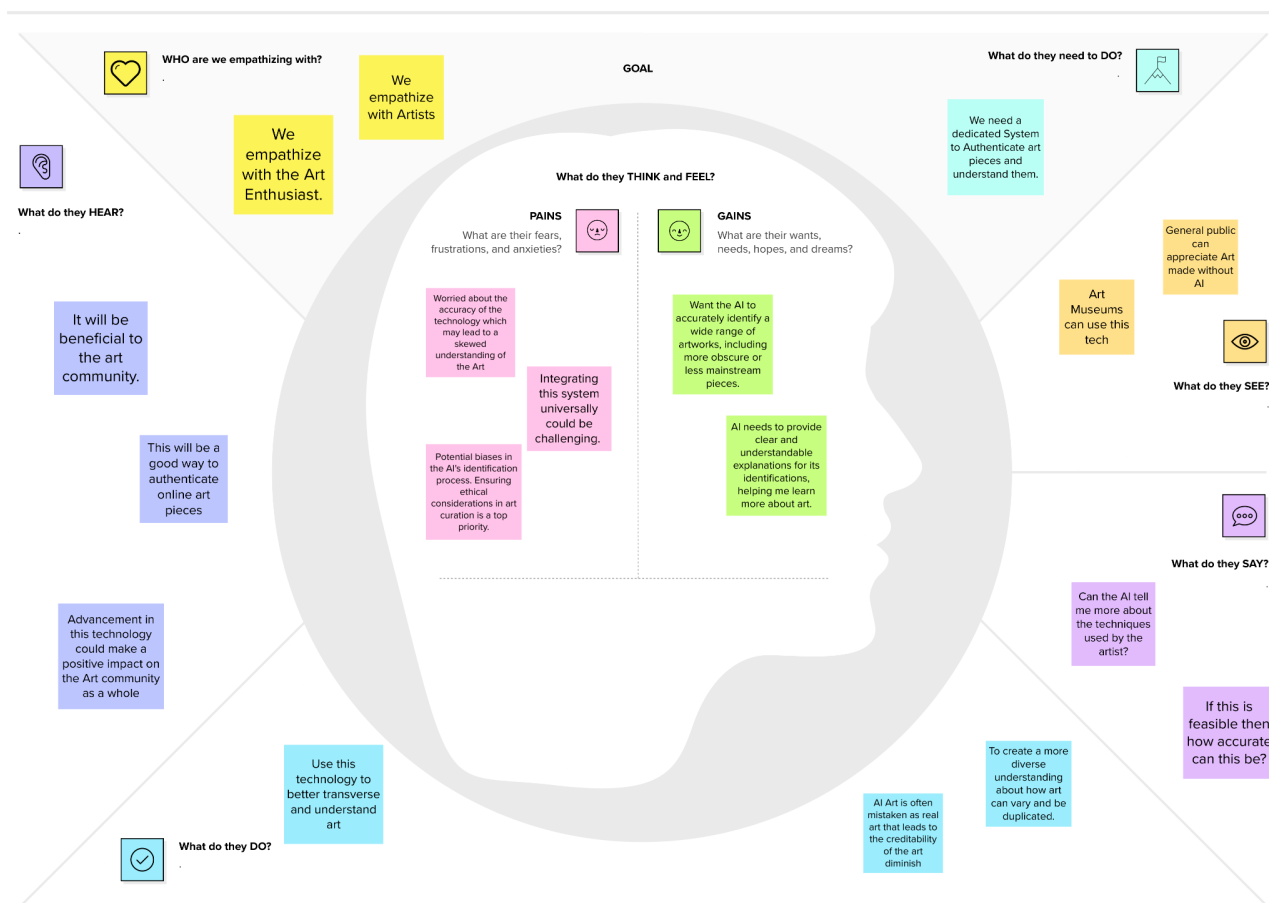 WHO are we empathizing with?
.
We
empathize
with the Art
Enthusiast.
We
empathize
with Artists
GOAL
What do they need to DO?
.
We need a
dedicated System
to Authenticate art
pieces and
understand them.
What do they HEAR?
.
It will be
beneficial to
the art
community.
This will be a
good way to
authenticate
online art
pieces
Advancement in
this technology
could make a
positive impact on
the Art community
as a whole
What do they THINK and FEEL?
PAINS
What are their fears,
frustrations, and anxieties?
Worried about the
accuracy of the
technology which
may lead to a
skewed
understanding of
the Art
Integrating
this system
universally
could be
challenging.
Potential biases in
the AI's identification
process. Ensuring
ethical
considerations in art
curation is a top
priority.
GAINS
What are their wants,
needs, hopes, and dreams?
Want the AI to
accurately identify a
wide range of
artworks, including
more obscure or
less mainstream
pieces.
AI needs to provide
clear and
understandable
explanations for its
identifications,
helping me learn
more about art.
General public
can
appreciate Art
made without
AI
Art
Museums
can use this
tech
What do they SEE?
.
What do they SAY?
.
Can the AI tell
me more about
the techniques
used by the
artist?
If this is
feasible then
how accurate
can this be?
What do they DO?
.
Use this
technology to
better transverse
and understand
art
AI Art is often
mistaken as real
art that leads to
the creditability
of the art
diminish
To create a more
diverse
understanding
about how art
can vary and be
duplicated.